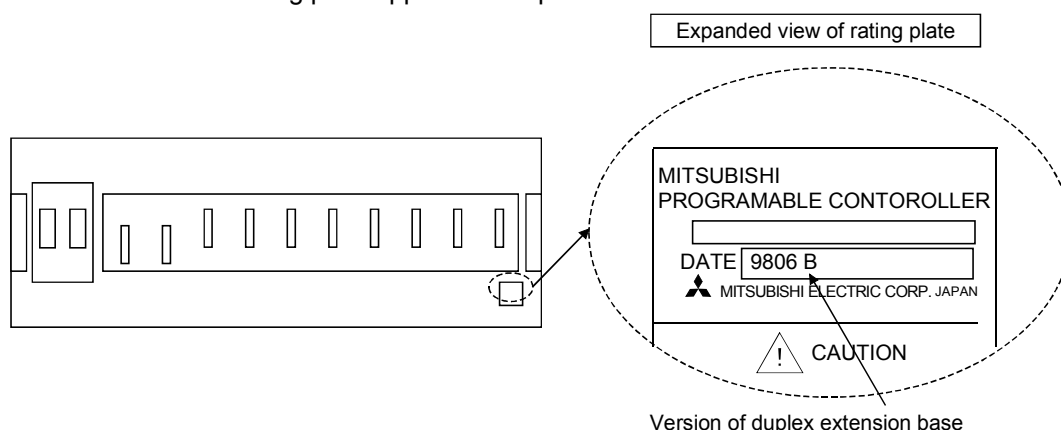 Expanded view of rating plate
MITSUBISHI
PROGRAMABLE CONTOROLLER
DATE 9806 B
MITSUBISHI ELECTRIC CORP. JAPAN
! CAUTION
Version of duplex extension base